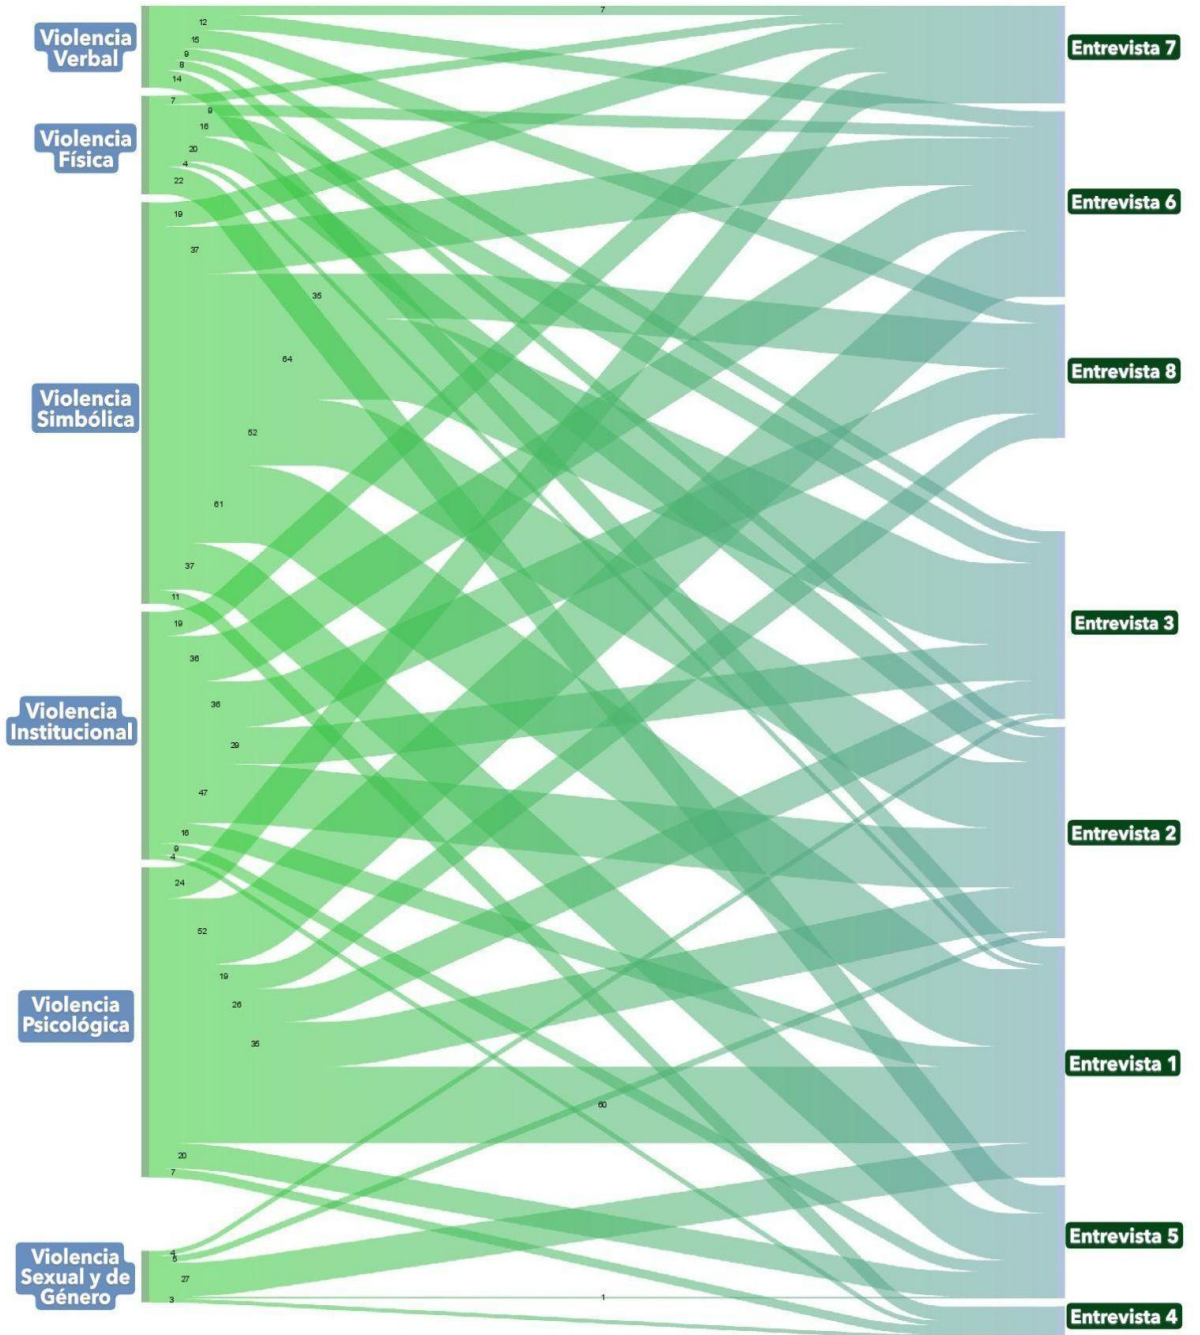 Violencia
Verbal
7
12
15
9
8
14
Entrevista 7
Violencia
Física
7
9
16
20
4
22
Entrevista 6
19
37
35
64
Violencia
Simbólica
52
61
37
11
Entrevista 8
19
36
36
Violencia
Institucional
29
47
16
9
4
Entrevista 3
24
52
19
26
Violencia
Psicológica
35
60
20
7
Entrevista 2
Entrevista 1
4
5
Violencia
Sexual y de
Género
27
3
1
Entrevista 5
Entrevista 4